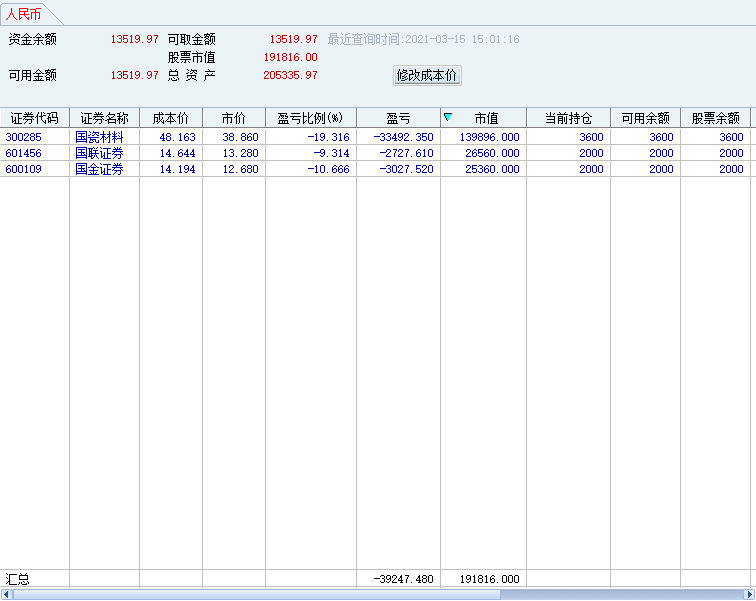 人民币
资金余额 13519.97 可取金额 13519.97 最近查询时间:2021-03-15 15:01:16
股票市值 191816.00
可用金额 13519.97 总 资 产 205335.97 修改成本价
证券代码 证券名称 成本价 市价 盈亏比例(%) 盈亏 市值 当前持仓 可用余额 股票余额
300285 国瓷材料 48.163 38.860 -19.316 -33492.350 139896.000 3600 3600 3600
601456 国联证券 14.644 13.280 -9.314 -2727.610 26560.000 2000 2000 2000
600109 国金证券 14.194 12.680 -10.666 -3027.520 25360.000 2000 2000 2000
汇总 -39247.480 191816.000